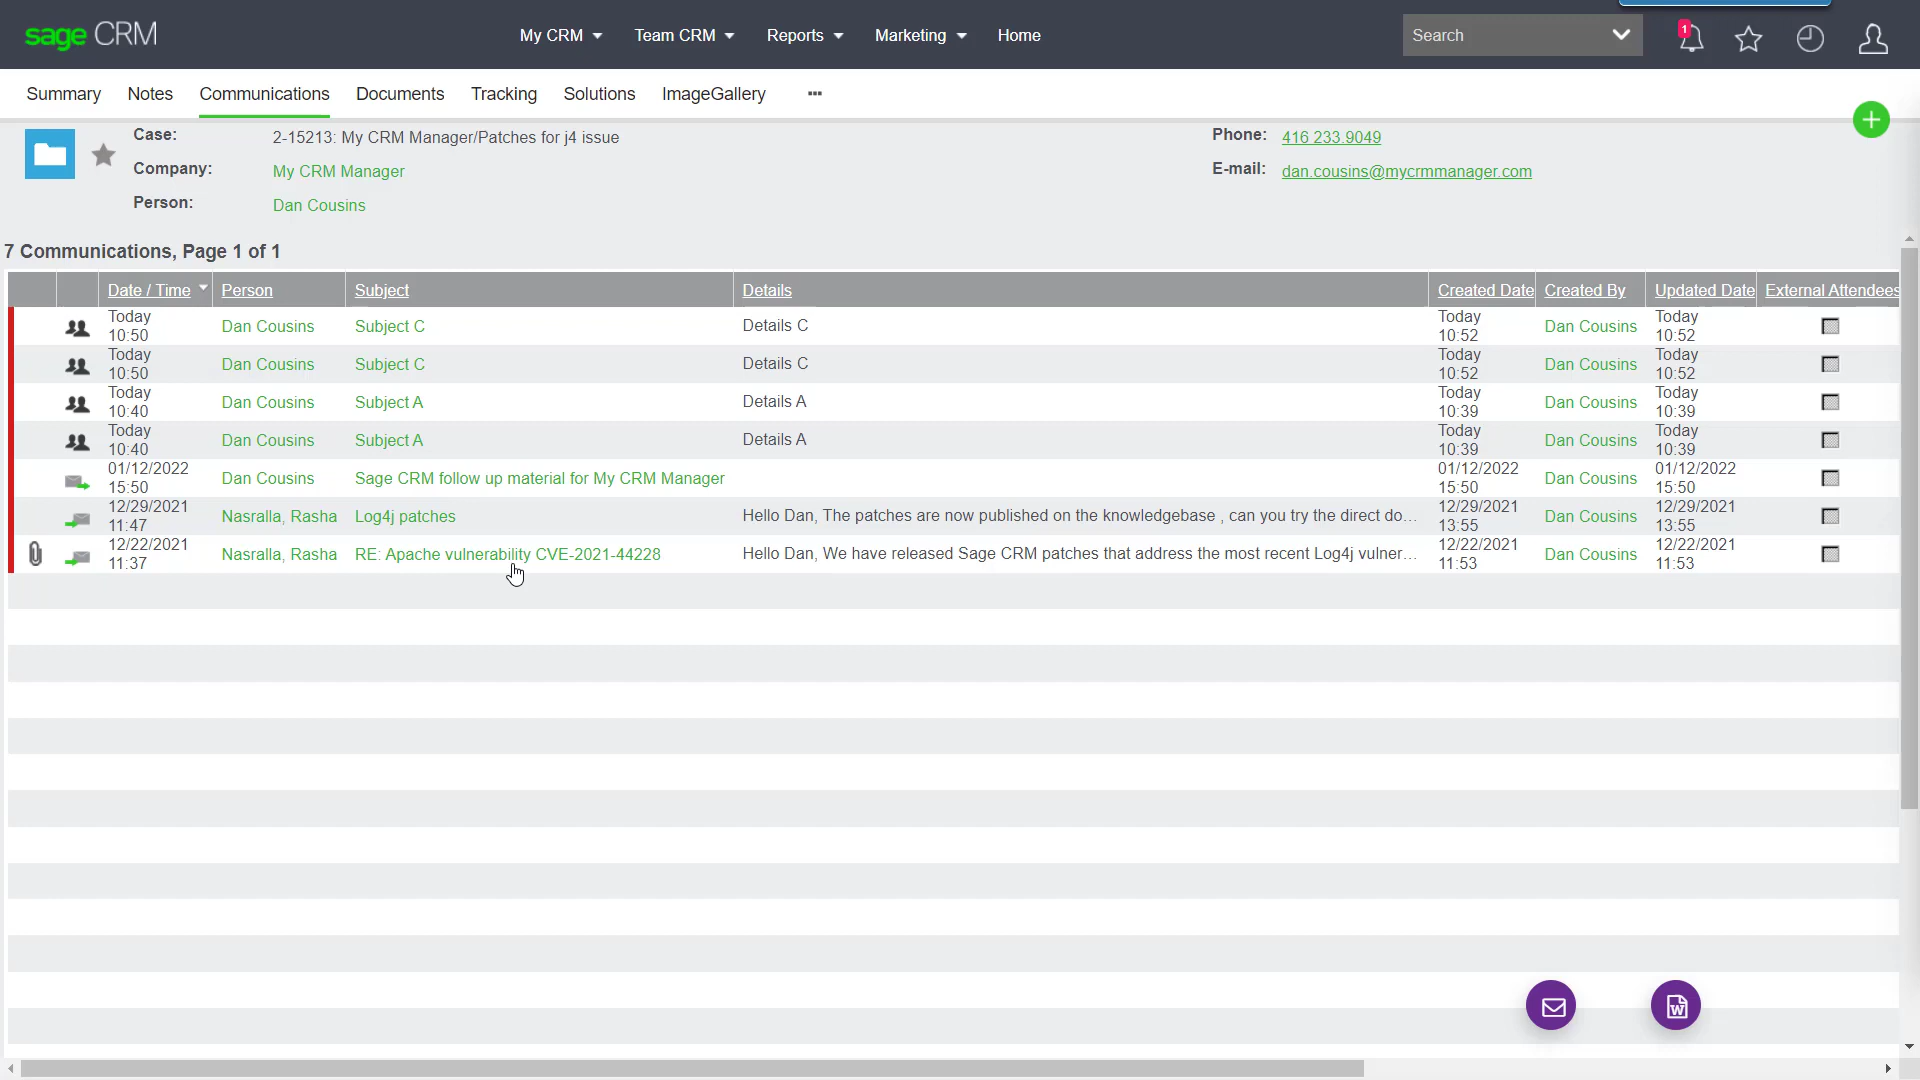 sage CRM
My CRM Team CRM Reports Marketing Home
Search
1
Summary Notes Communications Documents Tracking Solutions ImageGallery ...
Case: 2-15213: My CRM Manager/Patches for j4 issue
Phone: 416 233.9049
Company: My CRM Manager
E-mail: dan.cousins@mycrmmanager.com
Person: Dan Cousins
7 Communications, Page 1 of 1
Date / Time Person Subject Details Created Date Created By Updated Date External Attendees
Today 10:50 Dan Cousins Subject C Details C Today 10:52 Dan Cousins Today 10:52
Today 10:50 Dan Cousins Subject C Details C Today 10:52 Dan Cousins Today 10:52
Today 10:40 Dan Cousins Subject A Details A Today 10:39 Dan Cousins Today 10:39
Today 10:40 Dan Cousins Subject A Details A Today 10:39 Dan Cousins Today 10:39
01/12/2022 15:50 Dan Cousins Sage CRM follow up material for My CRM Manager 01/12/2022 15:50 Dan Cousins 01/12/2022 15:50
12/29/2021 11:47 Nasralla, Rasha Log4j patches Hello Dan, The patches are now published on the knowledgebase , can you try the direct do... 12/29/2021 13:55 Dan Cousins 12/29/2021 13:55
12/22/2021 11:37 Nasralla, Rasha RE: Apache vulnerability CVE-2021-44228 Hello Dan, We have released Sage CRM patches that address the most recent Log4j vulner... 12/22/2021 11:53 Dan Cousins 12/22/2021 11:53
W